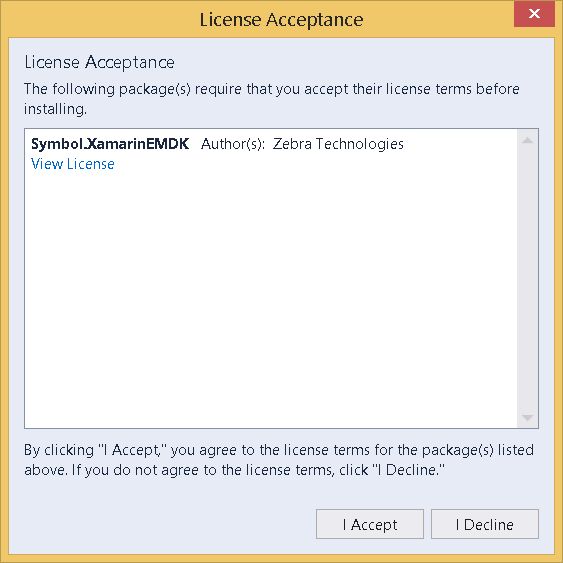 License Acceptance
License Acceptance
The following package(s) require that you accept their license terms before
installing.
Symbol.XamarinEMDK Author(s): Zebra Technologies
View License
By clicking "I Accept," you agree to the license terms for the package(s) listed
above. If you do not agree to the license terms, click "I Decline."
I Accept I Decline